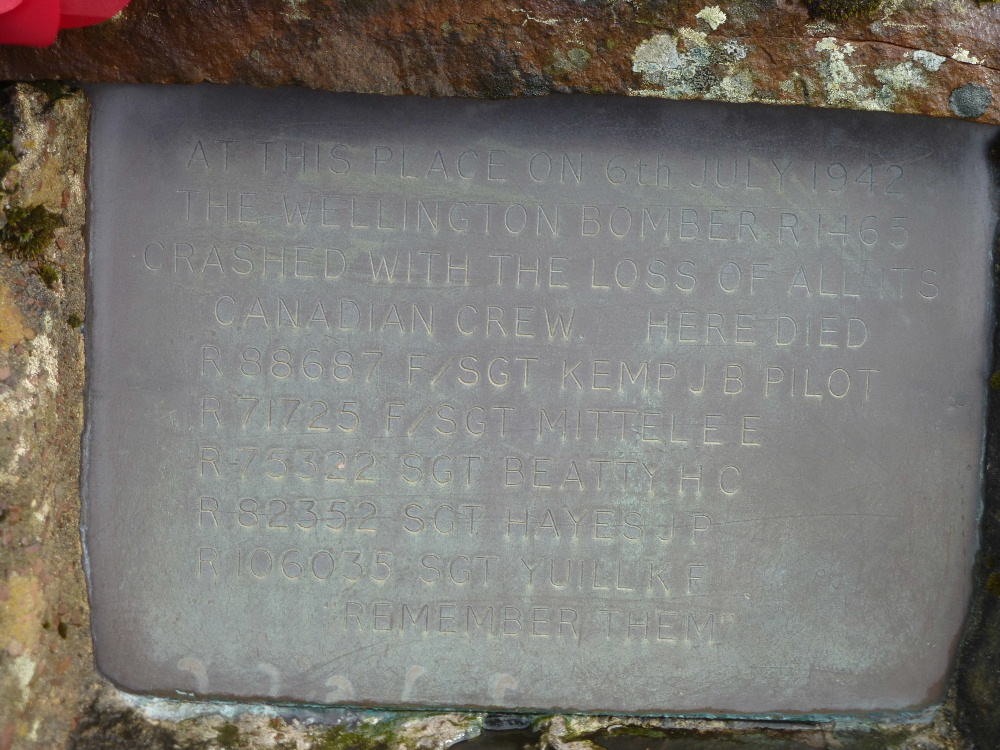 AT THIS PLACE ON 6th JULY 1942
THE WELLINGTON BOMBER R1465
CRASHED WITH THE LOSS OF ALL ITS
CANADIAN CREW. HERE DIED
R 88687 F/SGT KEMP J B PILOT
R 71725 F/SGT MITTELE E E
R 75322 SGT BEATTY H C
R 82352 SGT HAYES J P
R 106035 SGT YUILL K F
"REMEMBER THEM"